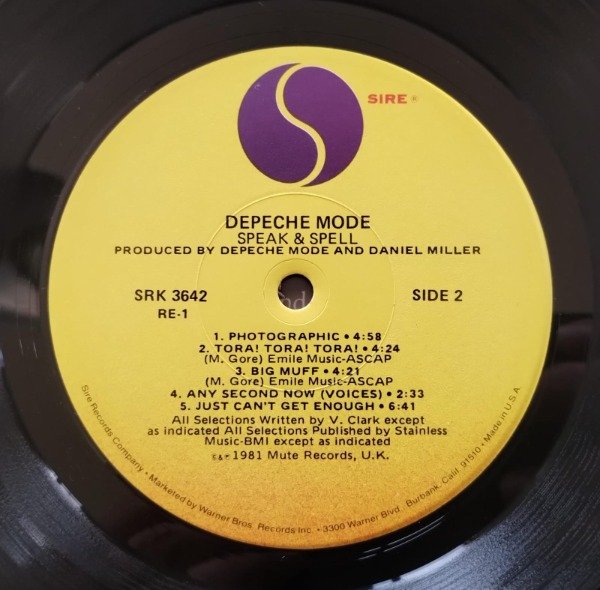 SIRE ®
DEPECHE MODE
SPEAK & SPELL
PRODUCED BY DEPECHE MODE AND DANIEL MILLER
SRK 3642
RE-1
SIDE 2
1. PHOTOGRAPHIC • 4:58
2. TORA! TORA! TORA! • 4:24
(M. Gore) Emile Music-ASCAP
3. BIG MUFF • 4:21
(M. Gore) Emile Music-ASCAP
4. ANY SECOND NOW (VOICES) • 2:33
5. JUST CAN'T GET ENOUGH • 6:41
All Selections Written by V. Clark except
as indicated All Selections Published by Stainless
Music-BMI except as indicated
© & ℗ 1981 Mute Records, U.K.
Sire Records Company • Marketed by Warner Bros. Records Inc. • 3300 Warner Blvd., Burbank, Calif. 91510 • Made in U.S.A.